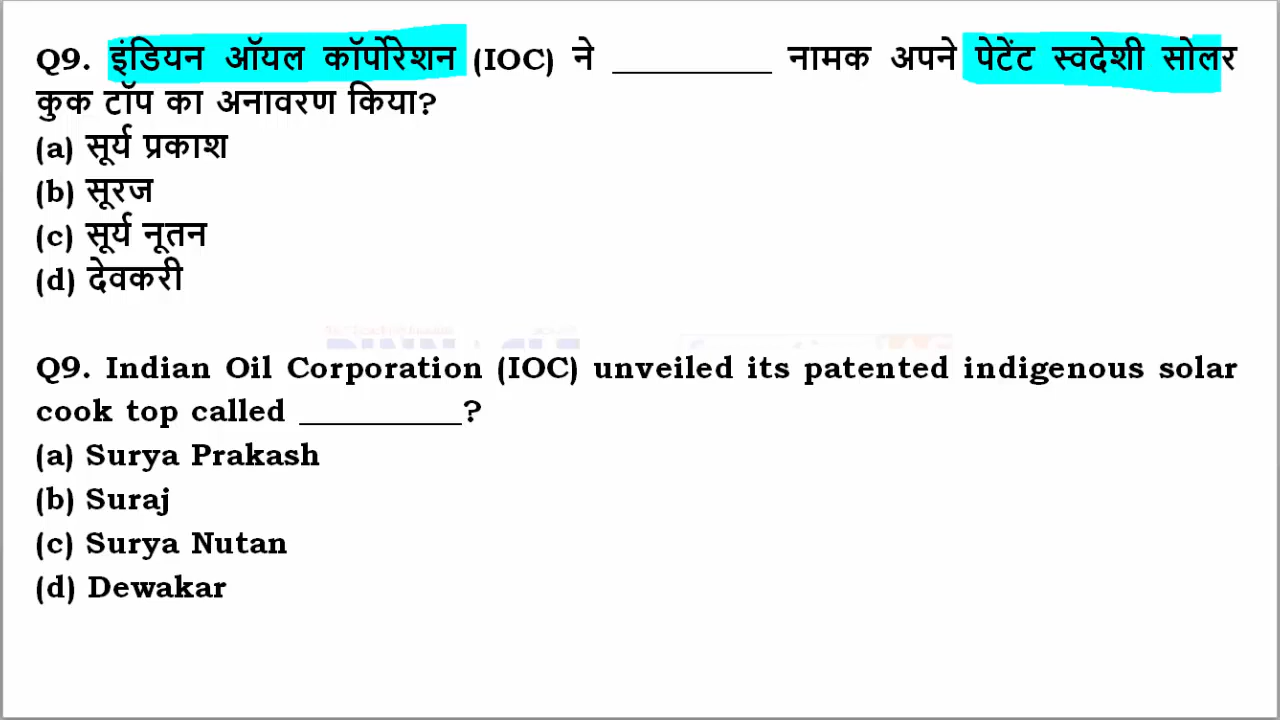 Q9. इंडियन ऑयल कॉर्पोरेशन (IOC) ने __________ नामक अपने पेटेंट स्वदेशी सोलर
कुक टॉप का अनावरण किया?
(a) सूर्य प्रकाश
(b) सूरज
(c) सूर्य नूतन
(d) देवकरी
Q9. Indian Oil Corporation (IOC) unveiled its patented indigenous solar
cook top called __________?
(a) Surya Prakash
(b) Suraj
(c) Surya Nutan
(d) Dewakar